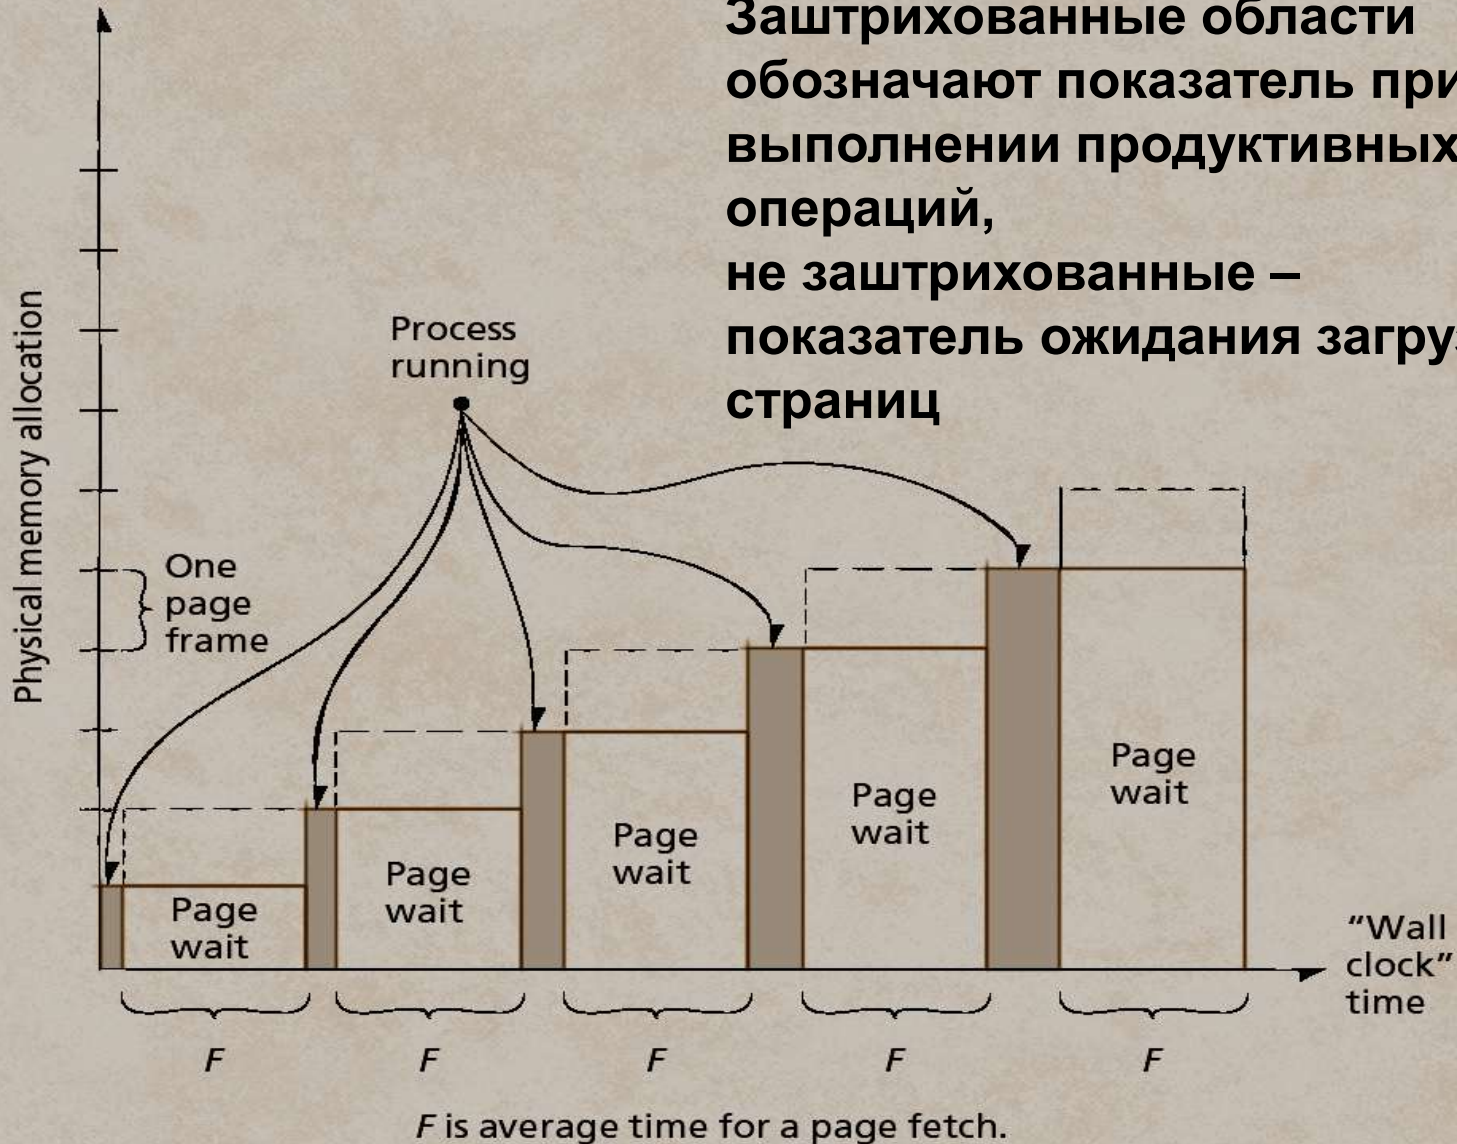 Заштрихованные области
обозначают показатель при
выполнении продуктивных
операций,
не заштрихованные –
показатель ожидания
страниц
Physical memory allocation
Process
running
One
page
frame
Page
wait
Page
wait
Page
wait
Page
wait
Page
wait
“Wall
clock”
time
F
F
F
F
F
F is average time for a page fetch.